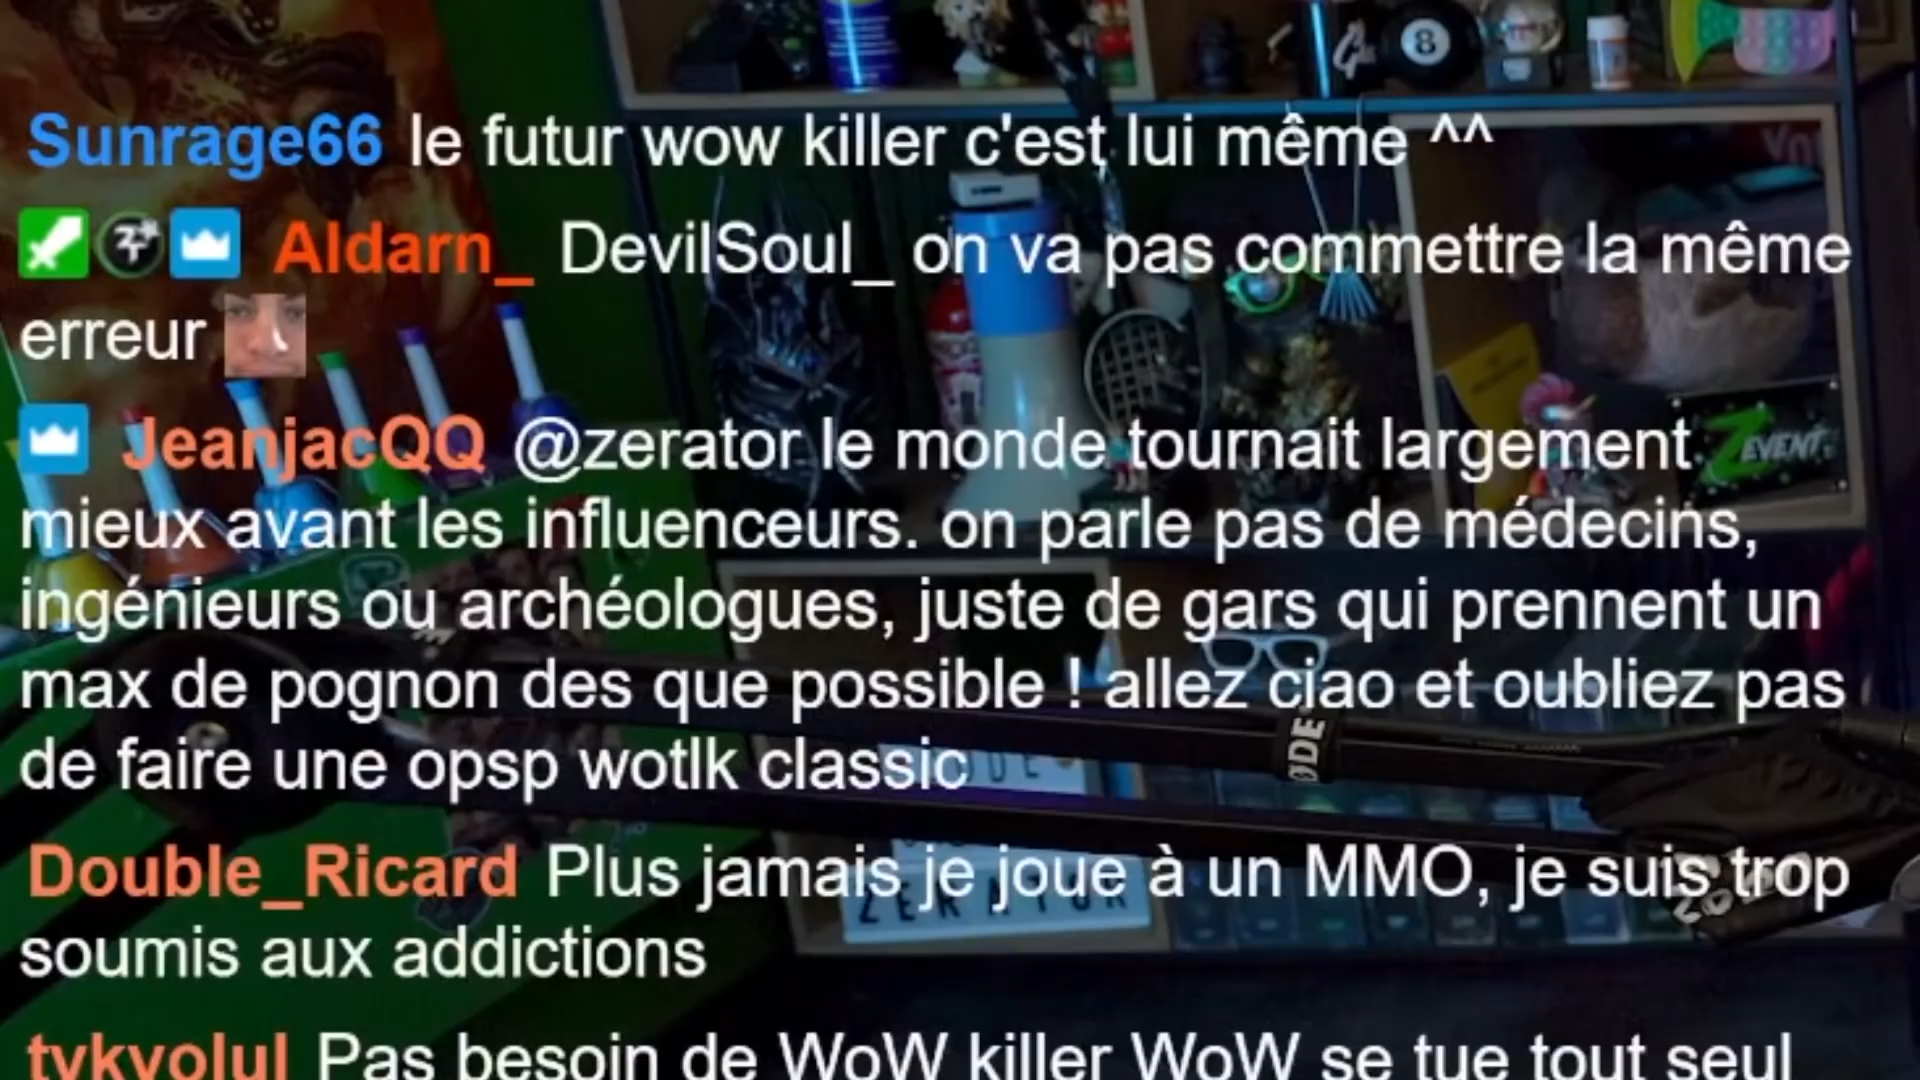 8
Sunrage66 le futur wow killer c'est lui même ^^
Aldarn_ DevilSoul_ on va pas commettre la même
erreur
JeanjacQQ @zerator le monde tournait largement
mieux avant les influenceurs. on parle pas de médecins,
ingénieurs ou archéologues, juste de gars qui prennent un
max de pognon des que possible ! allez ciao et oubliez pas
de faire une opsp wotlk classic
Double_Ricard Plus jamais je joue à un MMO, je suis trop
soumis aux addictions
tykyolul Pas besoin de WoW killer WoW se tue tout seul
ZEVENT
ZERATOR